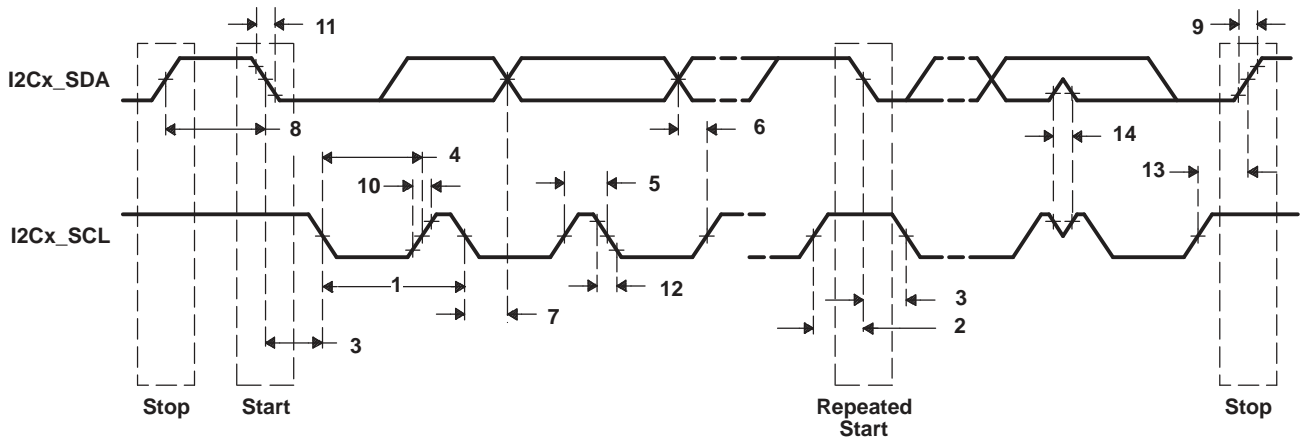 11
9
I2Cx_SDA
8
6
14
4
10
5
13
I2Cx_SCL
1
12
7
3
3
2
Stop
Start
Repeated
Start
Stop